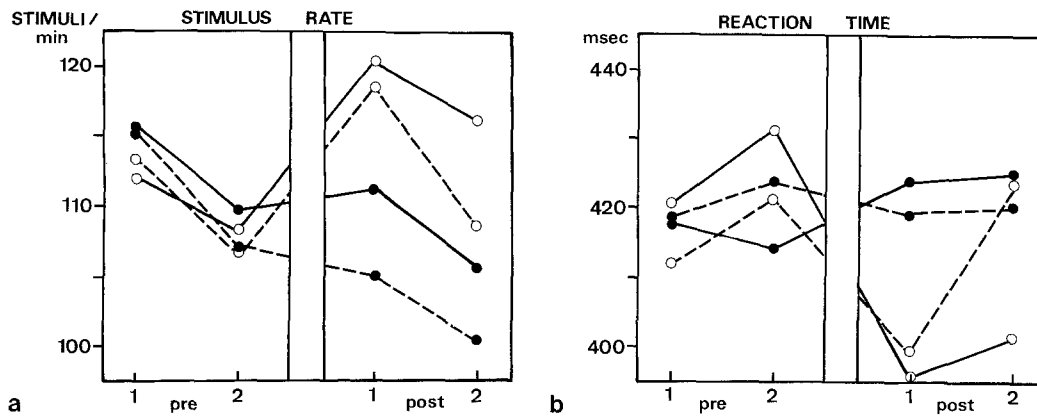 STIMULI/ min
STIMULUS RATE
120
110
100
1 pre 2 1 post 2
a
REACTION TIME
msec
440
420
400
1 pre 2 1 post 2
b